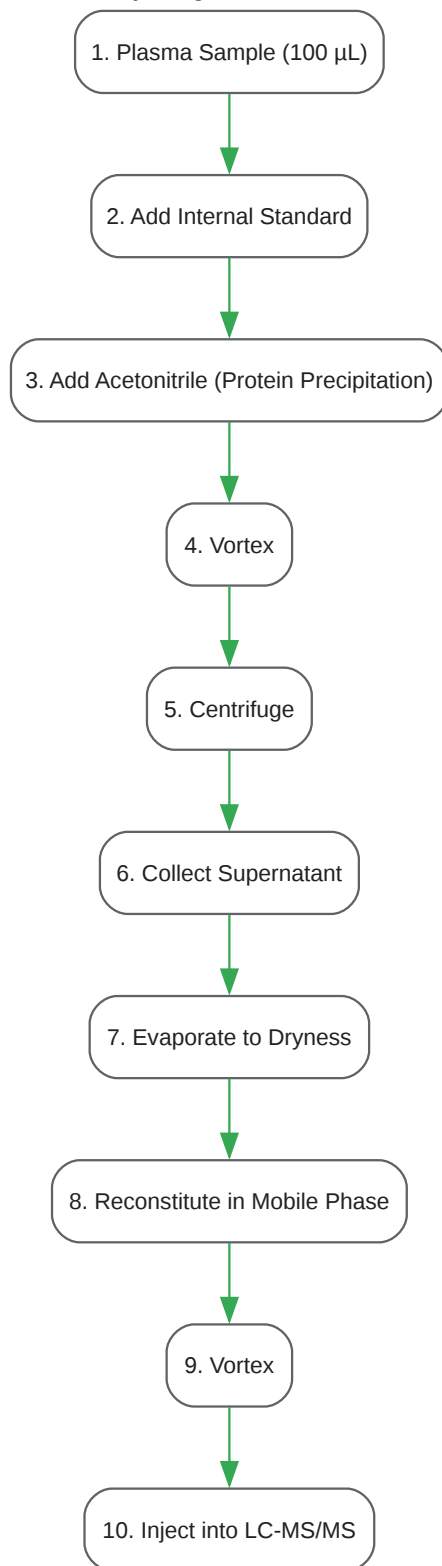 1. Plasma Sample (100 µL)
2. Add Internal Standard
3. Add Acetonitrile (Protein Precipitation)
4. Vortex
5. Centrifuge
6. Collect Supernatant
7. Evaporate to Dryness
8. Reconstitute in Mobile Phase
9. Vortex
10. Inject into LC-MS/MS